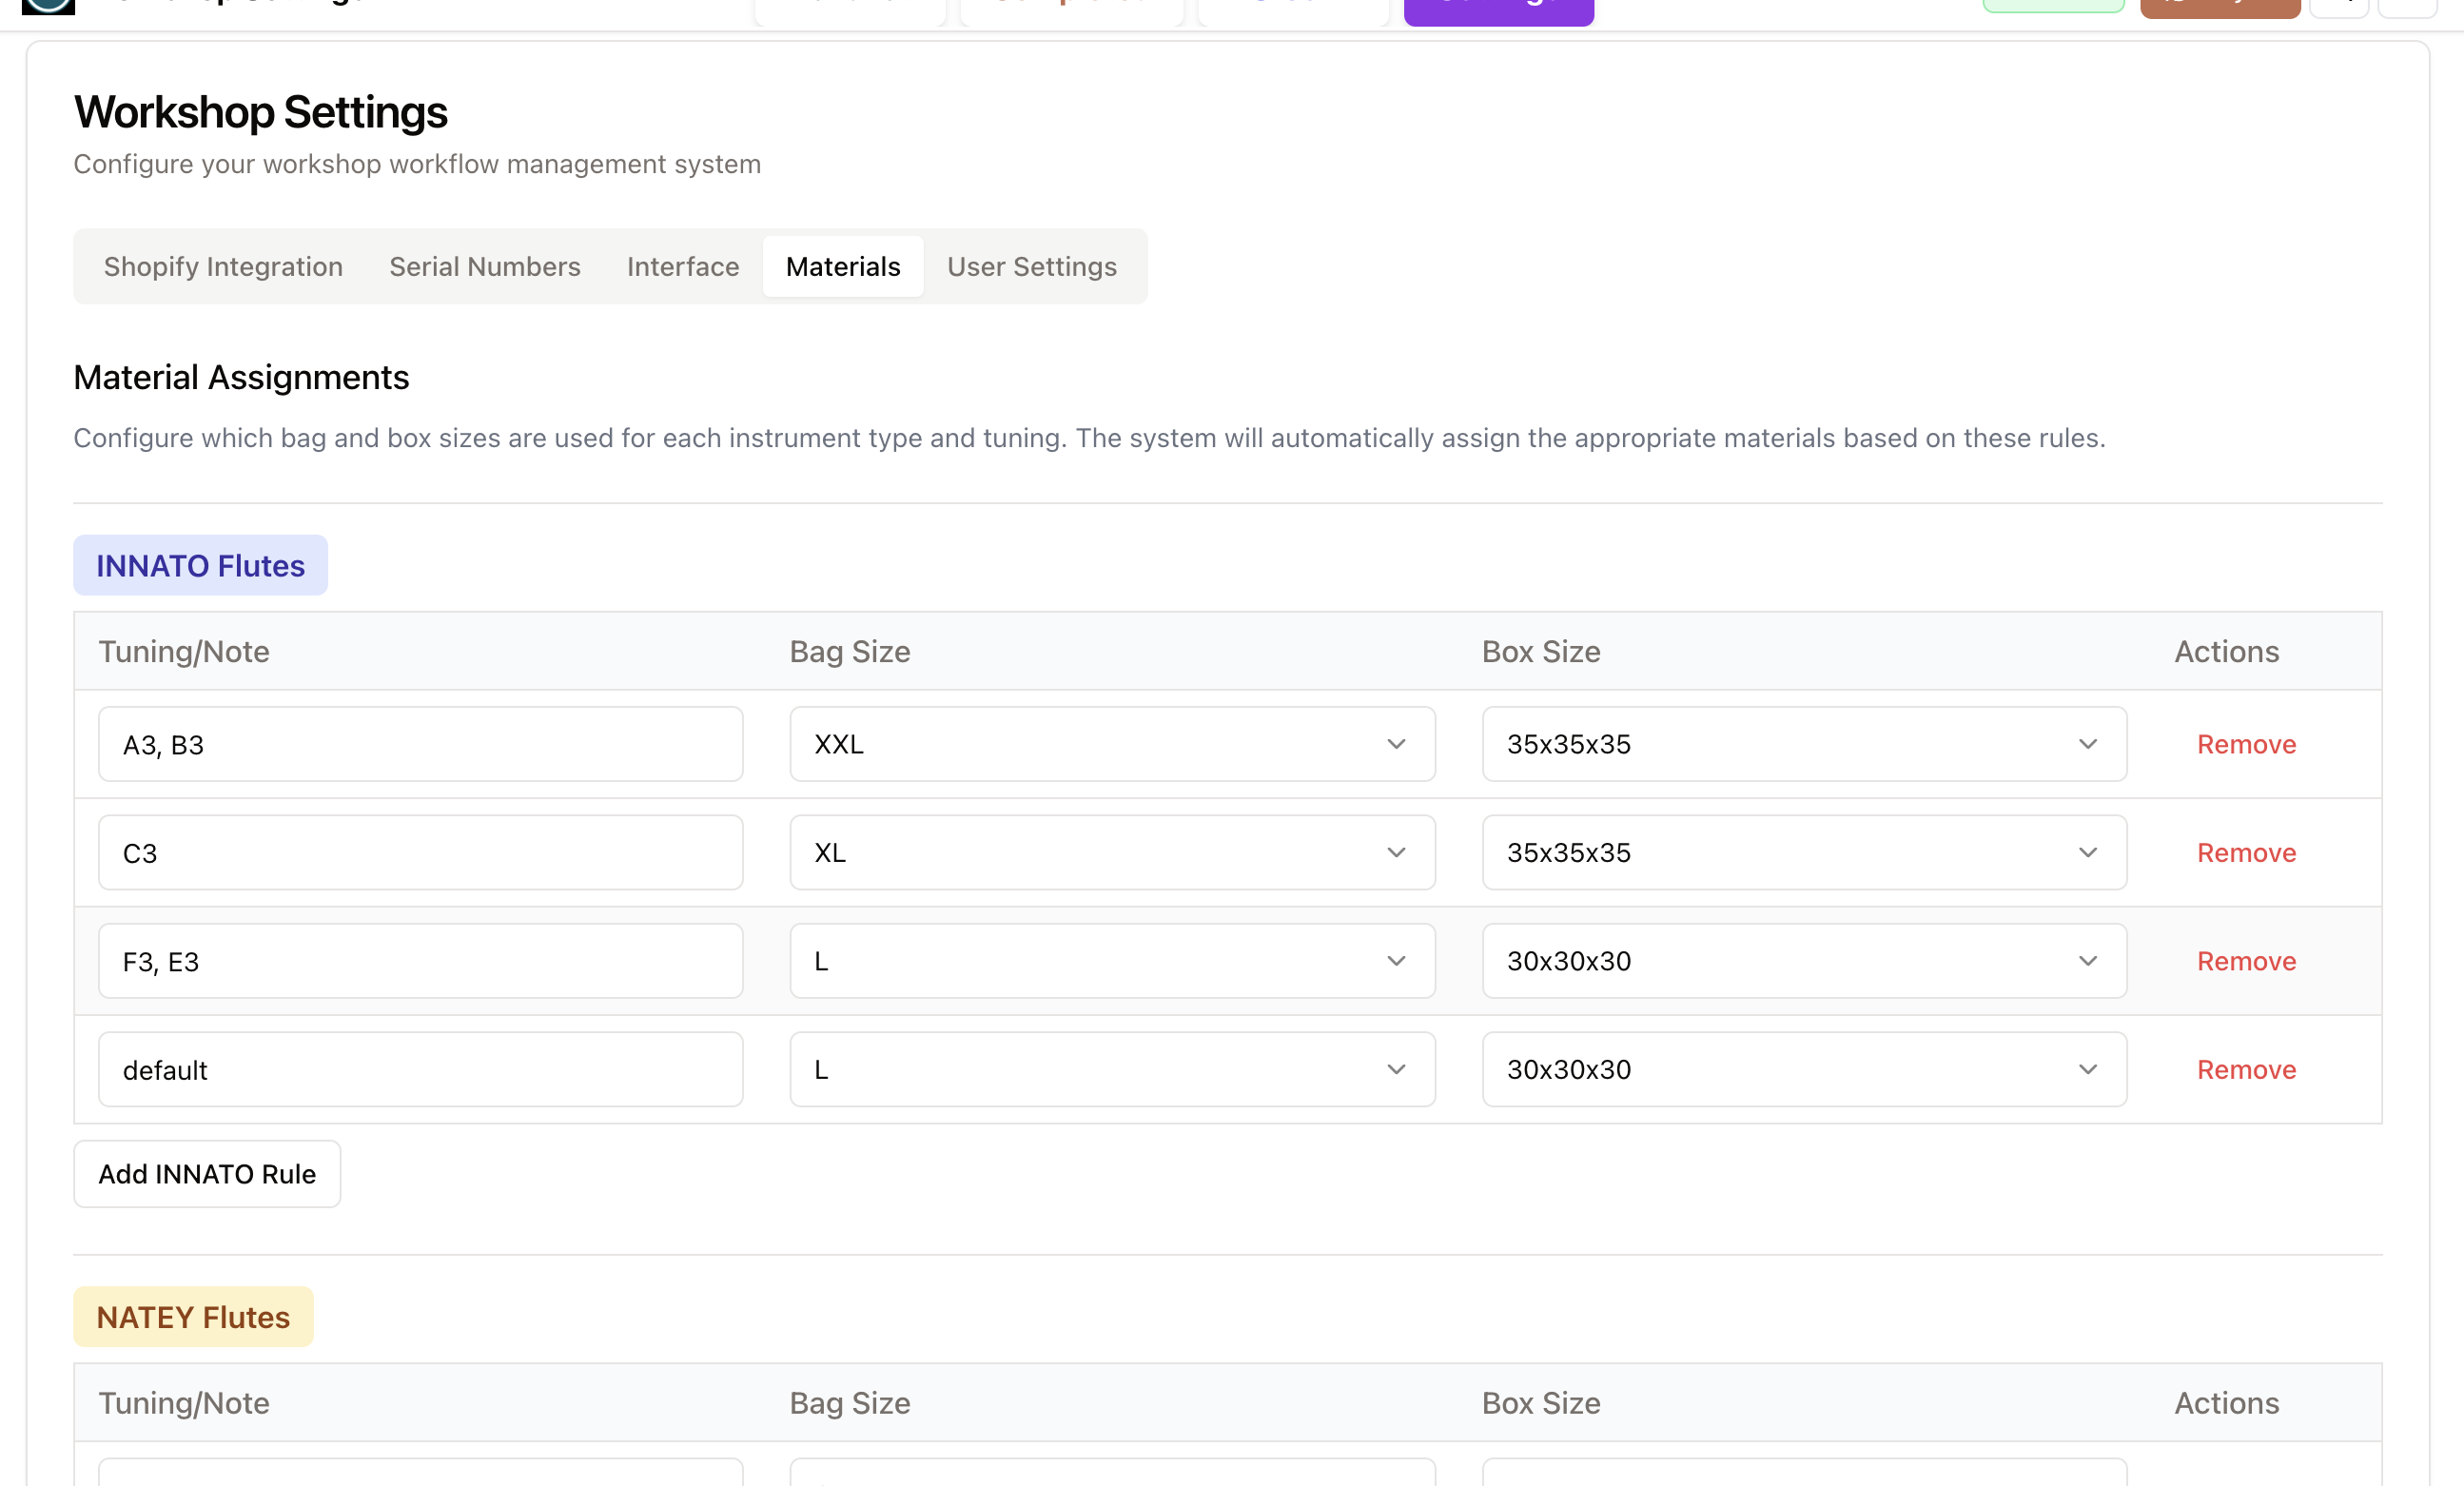 Workshop Settings
Configure your workshop workflow management system
Shopify Integration Serial Numbers Interface Materials User Settings
Material Assignments
Configure which bag and box sizes are used for each instrument type and tuning. The system will automatically assign the appropriate materials based on these rules.
INNATO Flutes
Tuning/Note Bag Size Box Size Actions
A3, B3 XXL 35x35x35 Remove
C3 XL 35x35x35 Remove
F3, E3 L 30x30x30 Remove
default L 30x30x30 Remove
Add INNATO Rule
NATEY Flutes
Tuning/Note Bag Size Box Size Actions